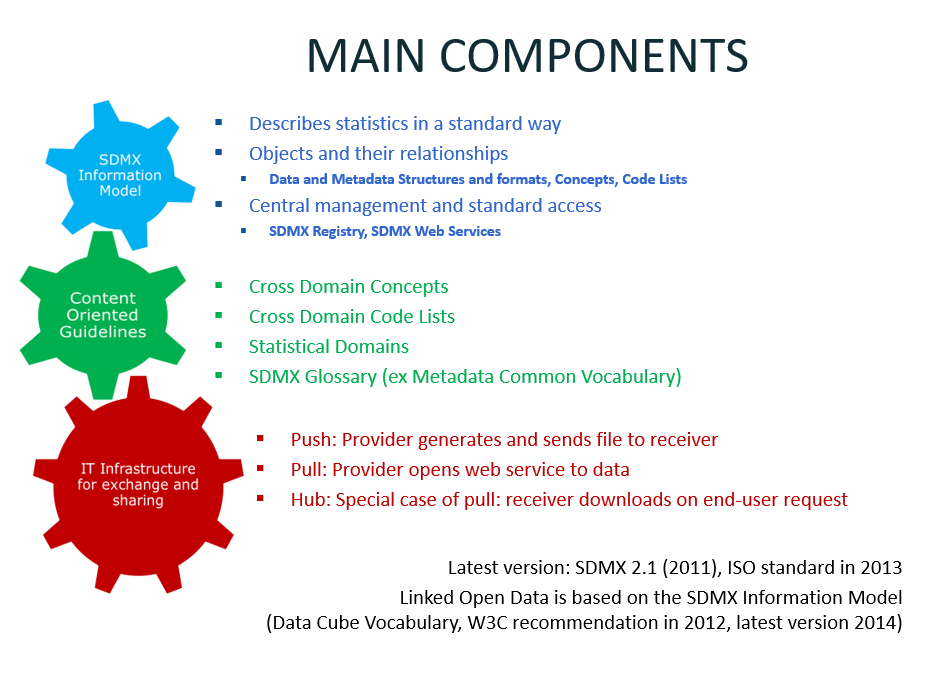 MAIN COMPONENTS
SDMX
Information
Model
▪ Describes statistics in a standard way
▪ Objects and their relationships
▪ Data and Metadata Structures and formats, Concepts, Code Lists
▪ Central management and standard access
▪ SDMX Registry, SDMX Web Services
Content
Oriented
Guidelines
▪ Cross Domain Concepts
▪ Cross Domain Code Lists
▪ Statistical Domains
▪ SDMX Glossary (ex Metadata Common Vocabulary)
IT Infrastructure
for exchange and
sharing
▪ Push: Provider generates and sends file to receiver
▪ Pull: Provider opens web service to data
▪ Hub: Special case of pull: receiver downloads on end-user request
Latest version: SDMX 2.1 (2011), ISO standard in 2013
Linked Open Data is based on the SDMX Information Model
(Data Cube Vocabulary, W3C recommendation in 2012, latest version 2014)